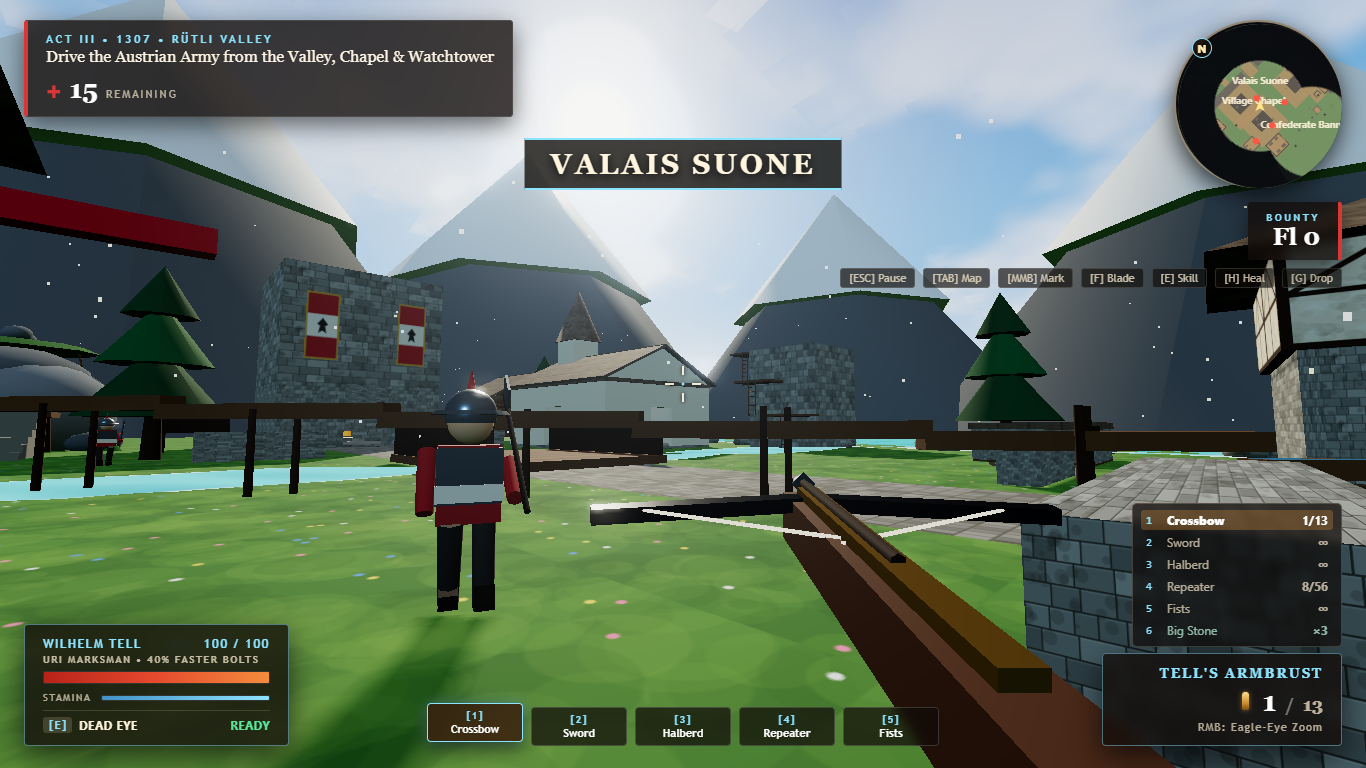 ACT III • 1307 • RÜTLI VALLEY
Drive the Austrian Army from the Valley, Chapel & Watchtower
15 REMAINING
VALAIS SUONE
N
Valais Suone
Village Chapel
Confederate Bann
BOUNTY
Fl 0
[ESC] Pause
[TAB] Map
[MMB] Mark
[F] Blade
[E] Skill
[H] Heal
[G] Drop
1 Crossbow 1/13
2 Sword ∞
3 Halberd ∞
4 Repeater 8/56
5 Fists ∞
6 Big Stone ×3
WILHELM TELL 100 / 100
URI MARKSMAN • 40% FASTER BOLTS
STAMINA
[E] DEAD EYE READY
[1]
Crossbow
[2]
Sword
[3]
Halberd
[4]
Repeater
[5]
Fists
TELL'S ARMBRUST
1 / 13
RMB: Eagle-Eye Zoom